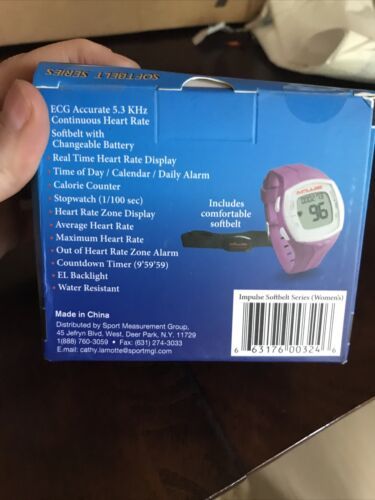 SOFTBELT SERIES
ECG Accurate 5.3 KHz
Continuous Heart Rate
Softbelt with
Changeable Battery
• Real Time Heart Rate Display
• Time of Day / Calendar / Daily Alarm
• Calorie Counter
• Stopwatch (1/100 sec)
• Heart Rate Zone Display
• Average Heart Rate
• Maximum Heart Rate
• Out of Heart Rate Zone Alarm
• Countdown Timer (9'59'59)
• EL Backlight
• Water Resistant
Includes
comfortable
softbelt
96
Made in China
Distributed by Sport Measurement Group,
45 Jefryn Blvd. West, Deer Park, N.Y. 11729
1(888) 760-3059 • Fax: (631) 274-3033
E.mail: cathy.lamotte@sportmgl.com
Impulse Softbelt Series (Women's)
6 63176 00324 6